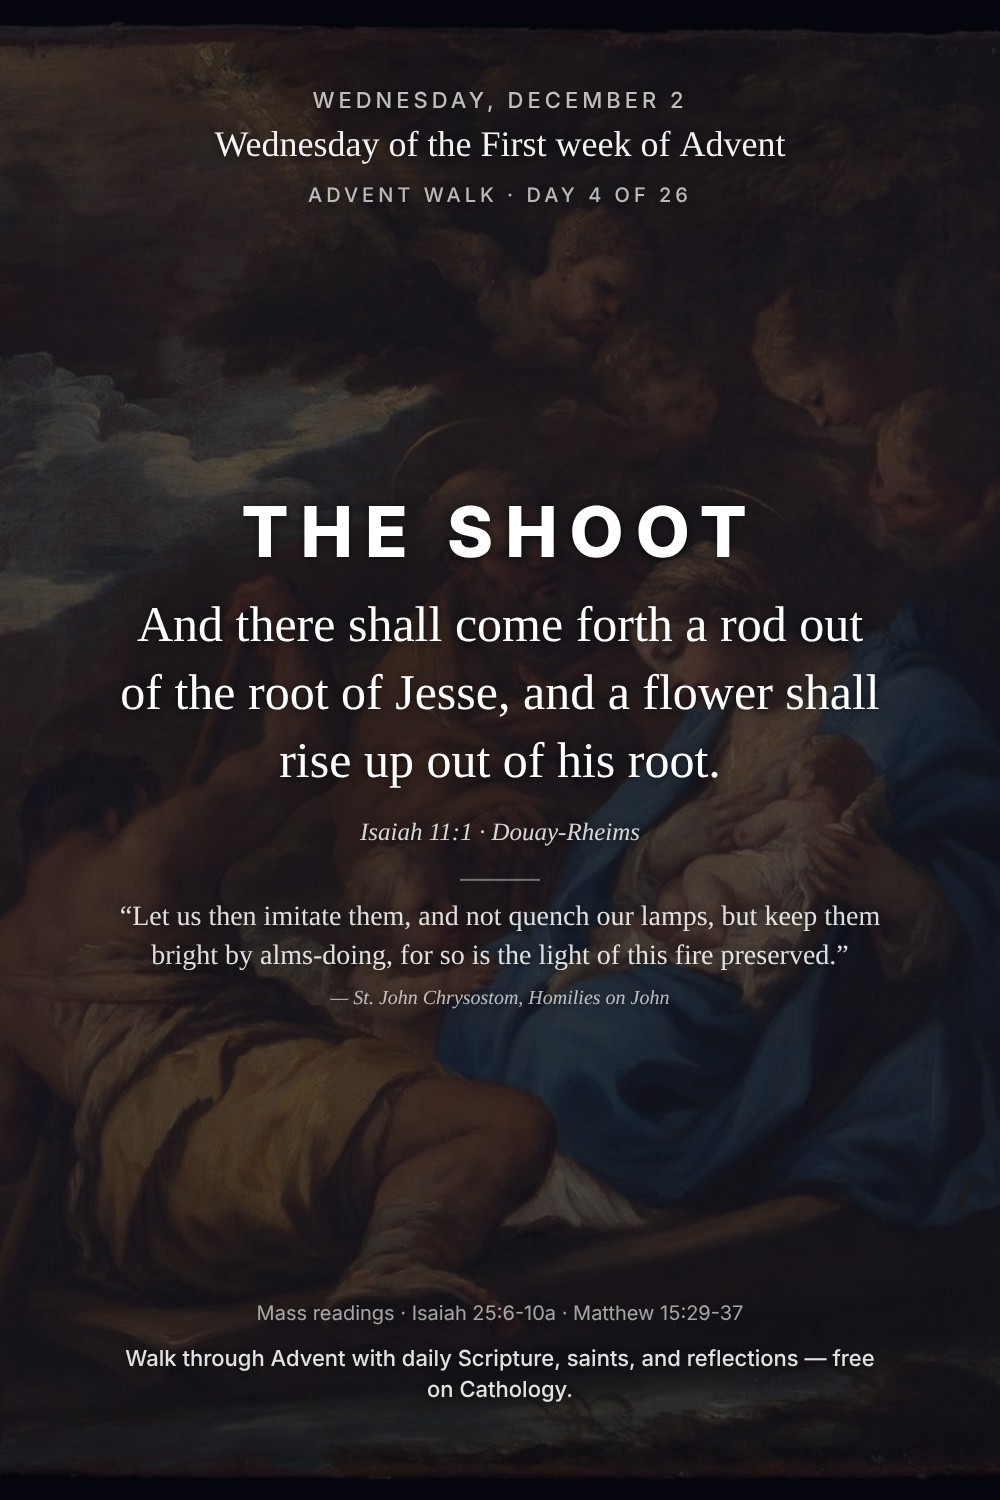 WEDNESDAY, DECEMBER 2
Wednesday of the First week of Advent
ADVENT WALK · DAY 4 OF 26
THE SHOOT
And there shall come forth a rod out
of the root of Jesse, and a flower shall
rise up out of his root.
Isaiah 11:1 · Douay-Rheims
“Let us then imitate them, and not quench our lamps, but keep them
bright by alms-doing, for so is the light of this fire preserved.”
— St. John Chrysostom, Homilies on John
Mass readings · Isaiah 25:6-10a · Matthew 15:29-37
Walk through Advent with daily Scripture, saints, and reflections — free
on Cathology.